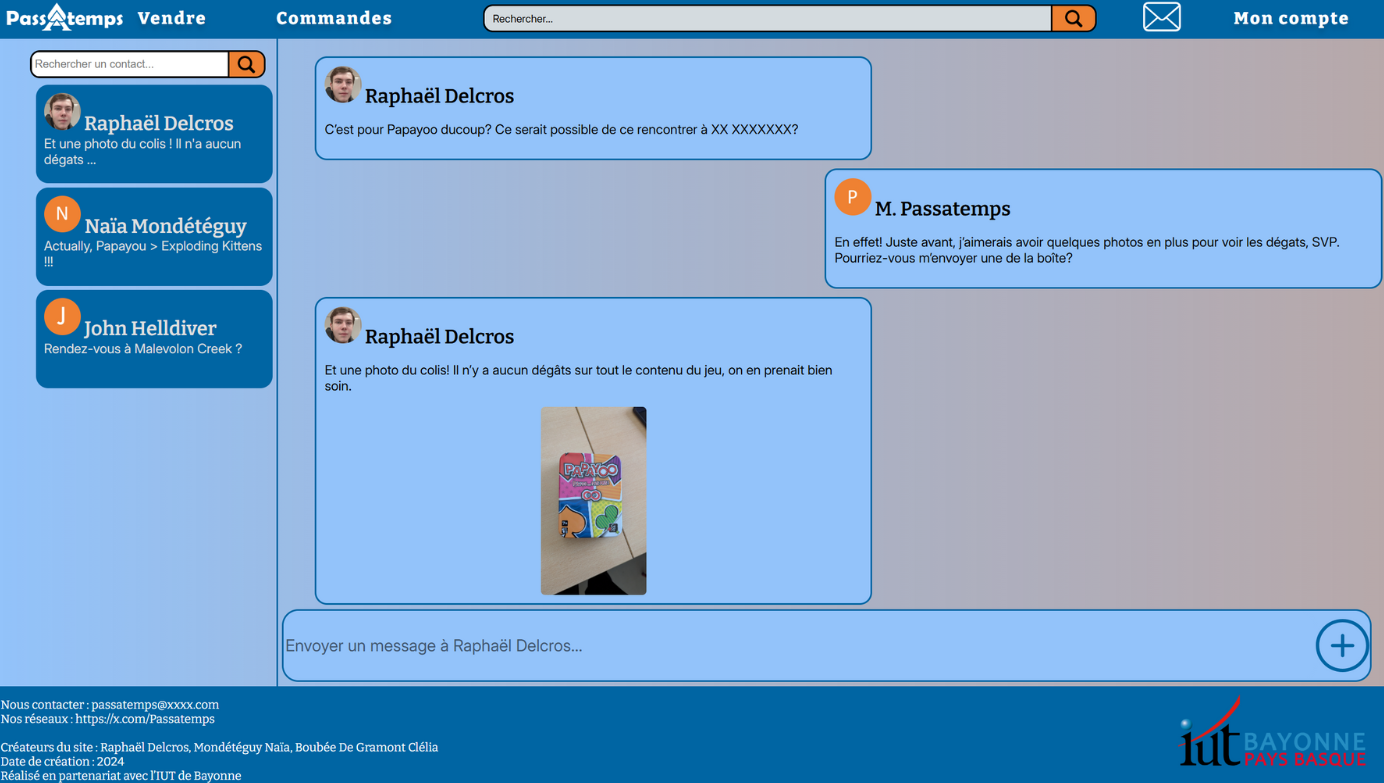 PassAtemps Vendre Commandes Rechercher... Mon compte
Rechercher un contact...
Raphaël Delcros
Et une photo du colis ! Il n'a aucun
dégats ...
N
Naïa Mondétéguy
Actually, Papayou > Exploding Kittens
!!!
J
John Helldiver
Rendez-vous à Malevolon Creek ?
Raphaël Delcros
C'est pour Papayoo ducoup? Ce serait possible de ce rencontrer à XX XXXXXXX?
P
M. Passatemps
En effet! Juste avant, j'aimerais avoir quelques photos en plus pour voir les dégats, SVP.
Pourriez-vous m'envoyer une de la boîte?
Raphaël Delcros
Et une photo du colis! Il n'y a aucun dégâts sur tout le contenu du jeu, on en prenait bien
soin.
PAPAYOO
Envoyer un message à Raphaël Delcros...
Nous contacter : passatemps@xxxx.com
Nos réseaux : https://x.com/Passatemps
Créateurs du site : Raphaël Delcros, Mondétéguy Naïa, Boubée De Gramont Clélia
Date de création : 2024
Réalisé en partenariat avec l'IUT de Bayonne
iut BAYONNE
PAYS BASQUE